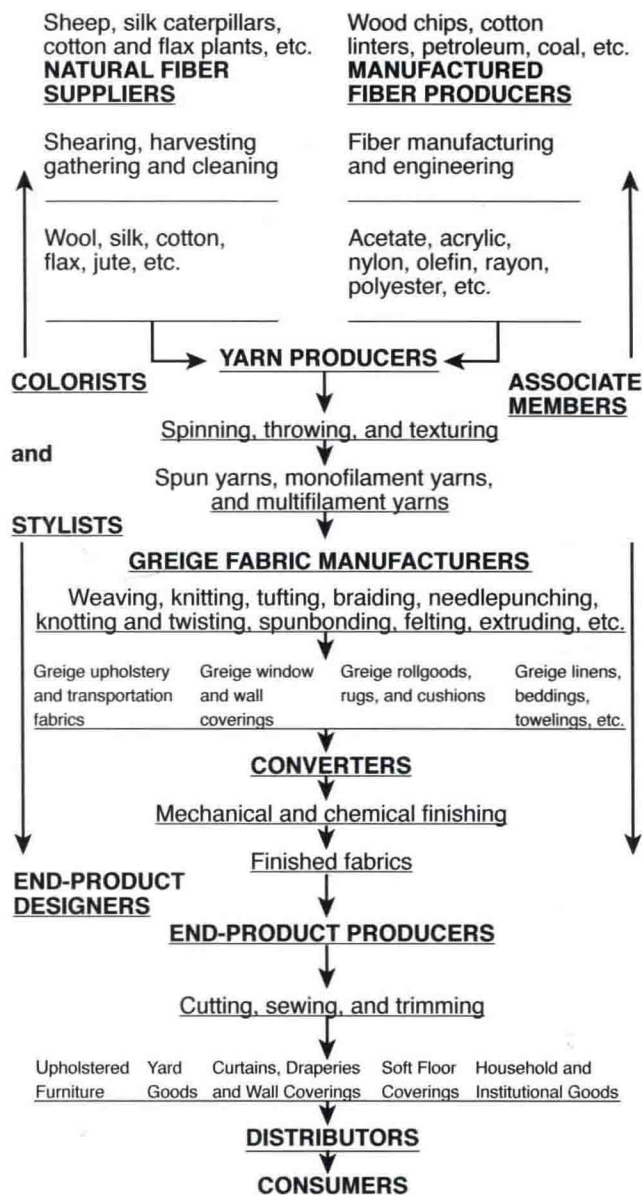 Sheep, silk caterpillars,
cotton and flax plants, etc.
NATURAL FIBER
SUPPLIERS
Wood chips, cotton
linters, petroleum, coal, etc.
MANUFACTURED
FIBER PRODUCERS
Shearing, harvesting
gathering and cleaning
Fiber manufacturing
and engineering
Wool, silk, cotton,
flax, jute, etc.
Acetate, acrylic,
nylon, olefin, rayon,
polyester, etc.
YARN PRODUCERS
COLORISTS
and
STYLISTS
ASSOCIATE
MEMBERS
Spinning, throwing, and texturing
Spun yarns, monofilament yarns,
and multifilament yarns
GREIGE FABRIC MANUFACTURERS
Weaving, knitting, tufting, braiding, needlepunching,
knotting and twisting, spunbonding, felting, extruding, etc.
Greige upholstery
and transportation
fabrics
Greige window
and wall
coverings
Greige rollgoods,
rugs, and cushions
Greige linens,
beddings,
towelings, etc.
CONVERTERS
Mechanical and chemical finishing
Finished fabrics
END-PRODUCT
DESIGNERS
END-PRODUCT PRODUCERS
Cutting, sewing, and trimming
Upholstered
Furniture
Yard
Goods
Curtains, Draperies
and Wall Coverings
Soft Floor
Coverings
Household and
Institutional Goods
DISTRIBUTORS
CONSUMERS